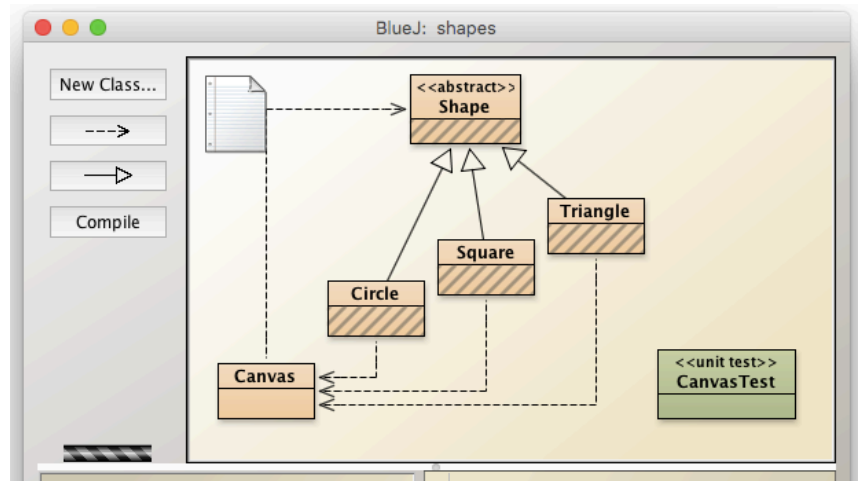 BlueJ: shapes
New Class...
Compile
<<abstract>>
Shape
Triangle
Square
Circle
Canvas
<<unit test>>
CanvasTest